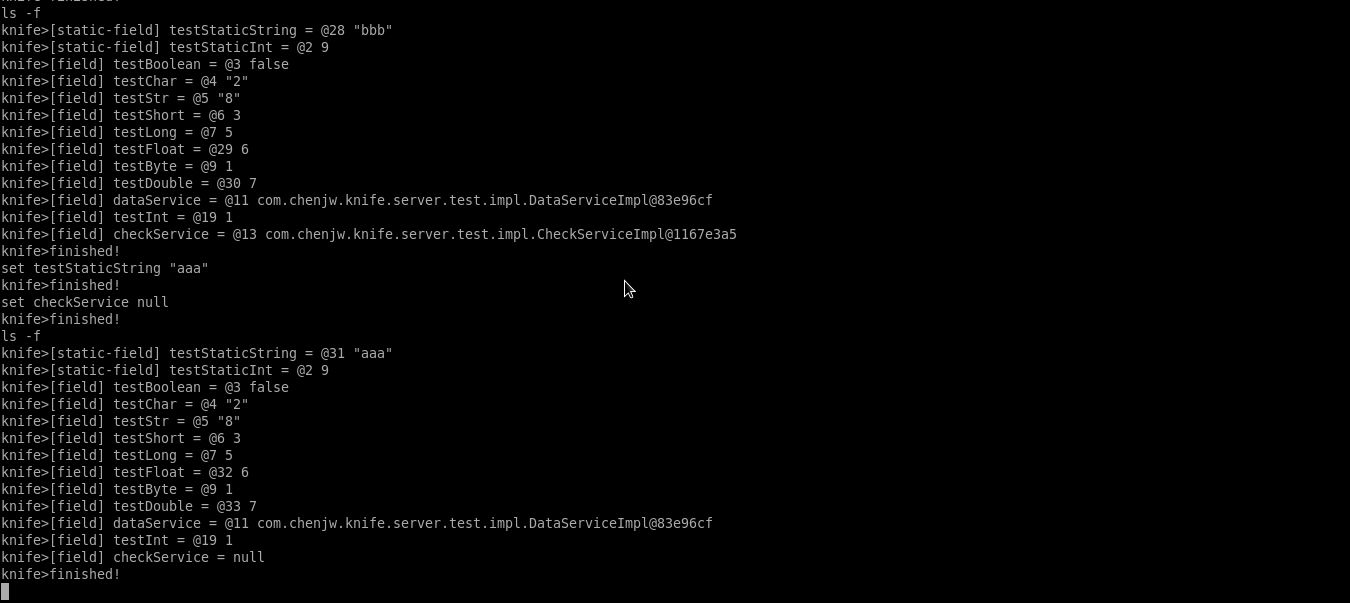 ls -f
knife>[static-field] testStaticString = @28 "bbb"
knife>[static-field] testStaticInt = @2 9
knife>[field] testBoolean = @3 false
knife>[field] testChar = @4 "2"
knife>[field] testStr = @5 "8"
knife>[field] testShort = @6 3
knife>[field] testLong = @7 5
knife>[field] testFloat = @29 6
knife>[field] testByte = @9 1
knife>[field] testDouble = @30 7
knife>[field] dataService = @11 com.chenjw.knife.server.test.impl.DataServiceImpl@83e96cf
knife>[field] testInt = @19 1
knife>[field] checkService = @13 com.chenjw.knife.server.test.impl.CheckServiceImpl@1167e3a5
knife>finished!
set testStaticString "aaa"
knife>finished!
set checkService null
knife>finished!
ls -f
knife>[static-field] testStaticString = @31 "aaa"
knife>[static-field] testStaticInt = @2 9
knife>[field] testBoolean = @3 false
knife>[field] testChar = @4 "2"
knife>[field] testStr = @5 "8"
knife>[field] testShort = @6 3
knife>[field] testLong = @7 5
knife>[field] testFloat = @32 6
knife>[field] testByte = @9 1
knife>[field] testDouble = @33 7
knife>[field] dataService = @11 com.chenjw.knife.server.test.impl.DataServiceImpl@83e96cf
knife>[field] testInt = @19 1
knife>[field] checkService = null
knife>finished!